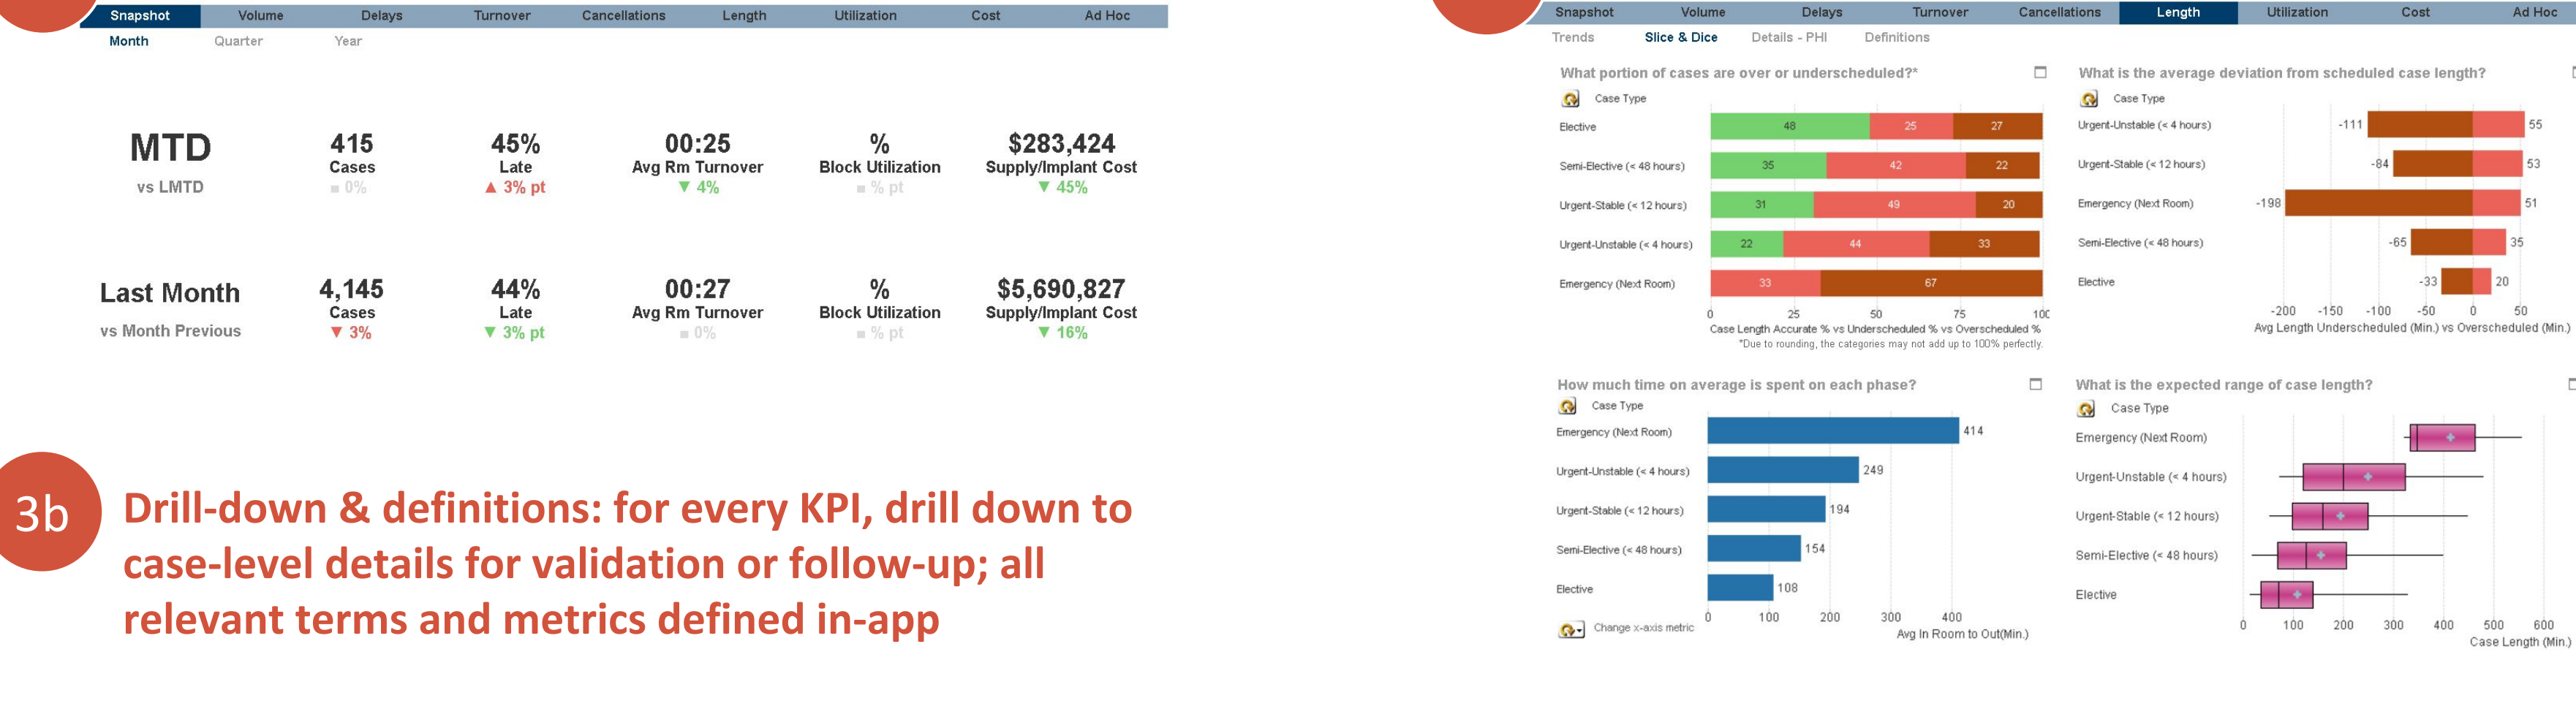 Snapshot Volume Delays Turnover Cancellations Length Utilization Cost Ad Hoc
Month Quarter Year
MTD 415 45% 00:25 % $283,424
Cases Late Avg Rm Turnover Block Utilization Supply/Implant Cost
vs LMTD ■ 0% ▲ 3% pt ▼ 4% ■ % pt ▼ 45%
Last Month 4,145 44% 00:27 % $5,690,827
Cases Late Avg Rm Turnover Block Utilization Supply/Implant Cost
vs Month Previous ▼ 3% ▼ 3% pt ■ 0% ■ % pt ▼ 16%
3b
Drill-down & definitions: for every KPI, drill down to
case-level details for validation or follow-up; all
relevant terms and metrics defined in-app
Snapshot Volume Delays Turnover Cancellations Length Utilization Cost Ad Hoc
Trends Slice & Dice Details - PHI Definitions
What portion of cases are over or underscheduled?*
Case Type
Elective 48 25 27
Semi-Elective (< 48 hours) 35 42 22
Urgent-Stable (< 12 hours) 31 49 20
Urgent-Unstable (< 4 hours) 22 44 33
Emergency (Next Room) 33 67
0 25 50 75 100
Case Length Accurate % vs Underscheduled % vs Overscheduled %
*Due to rounding, the categories may not add up to 100% perfectly.
What is the average deviation from scheduled case length?
Case Type
Urgent-Unstable (< 4 hours) -111 55
Urgent-Stable (< 12 hours) -84 53
Emergency (Next Room) -198 51
Semi-Elective (< 48 hours) -65 35
Elective -33 20
-200 -150 -100 -50 0 50
Avg Length Underscheduled (Min.) vs Overscheduled (Min.)
How much time on average is spent on each phase?
Case Type
Emergency (Next Room) 414
Urgent-Unstable (< 4 hours) 249
Urgent-Stable (< 12 hours) 194
Semi-Elective (< 48 hours) 154
Elective 108
0 100 200 300 400
Change x-axis metric
Avg In Room to Out(Min.)
What is the expected range of case length?
Case Type
Emergency (Next Room)
Urgent-Unstable (< 4 hours)
Urgent-Stable (< 12 hours)
Semi-Elective (< 48 hours)
Elective
0 100 200 300 400 500 600
Case Length (Min.)